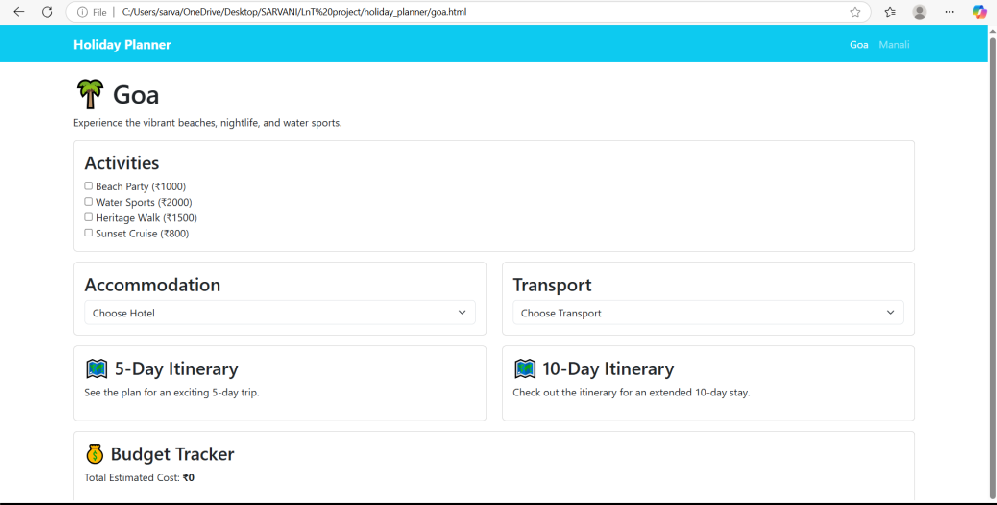 File C:/Users/sarva/OneDrive/Desktop/SARVANI/LnT%20project/holiday_planner/goa.html
Holiday Planner Goa Manali
Goa
Experience the vibrant beaches, nightlife, and water sports.
Activities
Beach Party (₹1000)
Water Sports (₹2000)
Heritage Walk (₹1500)
Sunset Cruise (₹800)
Accommodation
Choose Hotel
Transport
Choose Transport
5-Day Itinerary
See the plan for an exciting 5-day trip.
10-Day Itinerary
Check out the itinerary for an extended 10-day stay.
Budget Tracker
Total Estimated Cost: ₹0